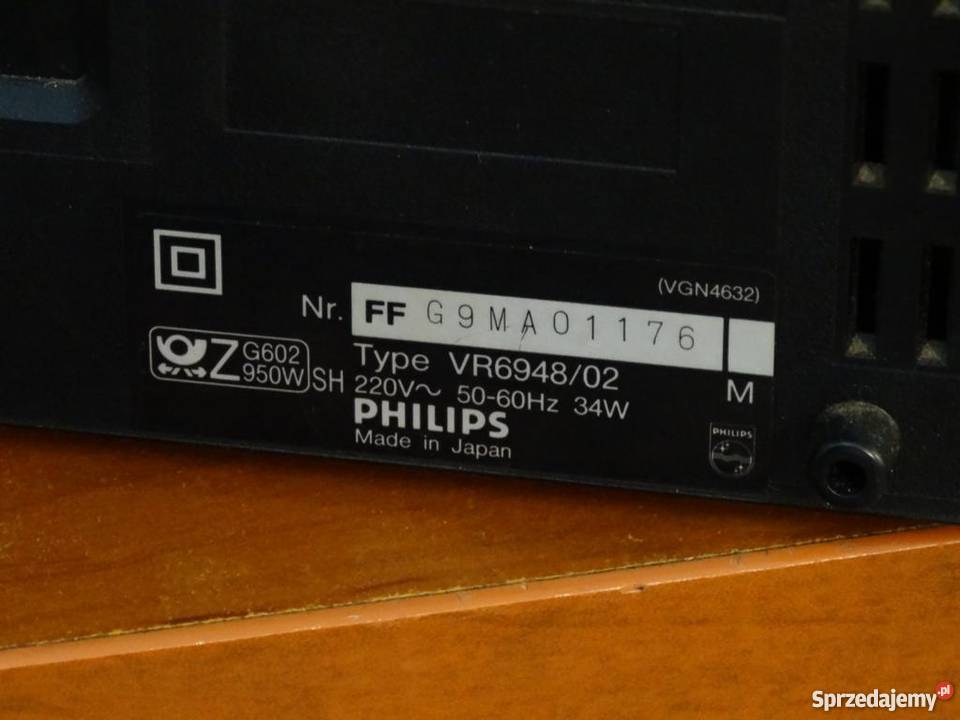 (VGN4632)
Nr. FF G9MA01176
Z G602 950W SH
Type VR6948/02
M
220V~ 50-60Hz 34W
PHILIPS
Made in Japan
PHILIPS
Sprzedajemy.pl